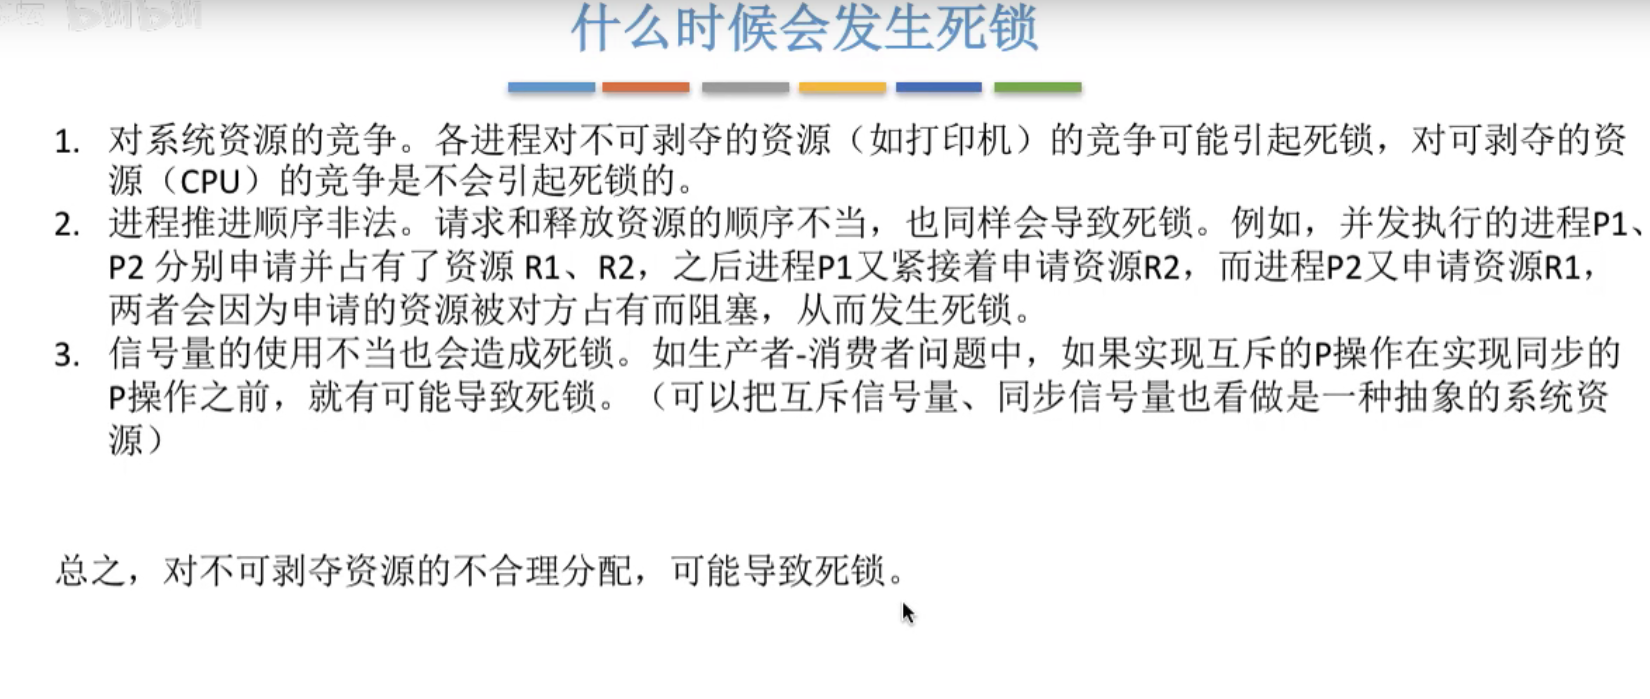 什么时候会发生死锁
1. 对系统资源的竞争。各进程对不可剥夺的资源（如打印机）的竞争可能引起死锁，对可剥夺的资
源（CPU）的竞争是不会引起死锁的。
2. 进程推进顺序非法。请求和释放资源的顺序不当，也同样会导致死锁。例如，并发执行的进程P1、
P2 分别申请并占有了资源 R1、R2，之后进程P1又紧接着申请资源R2，而进程P2又申请资源R1，
两者会因为申请的资源被对方占有而阻塞，从而发生死锁。
3. 信号量的使用不当也会造成死锁。如生产者-消费者问题中，如果实现互斥的P操作在实现同步的
P操作之前，就有可能导致死锁。（可以把互斥信号量、同步信号量也看做是一种抽象的系统资
源）
总之，对不可剥夺资源的不合理分配，可能导致死锁。